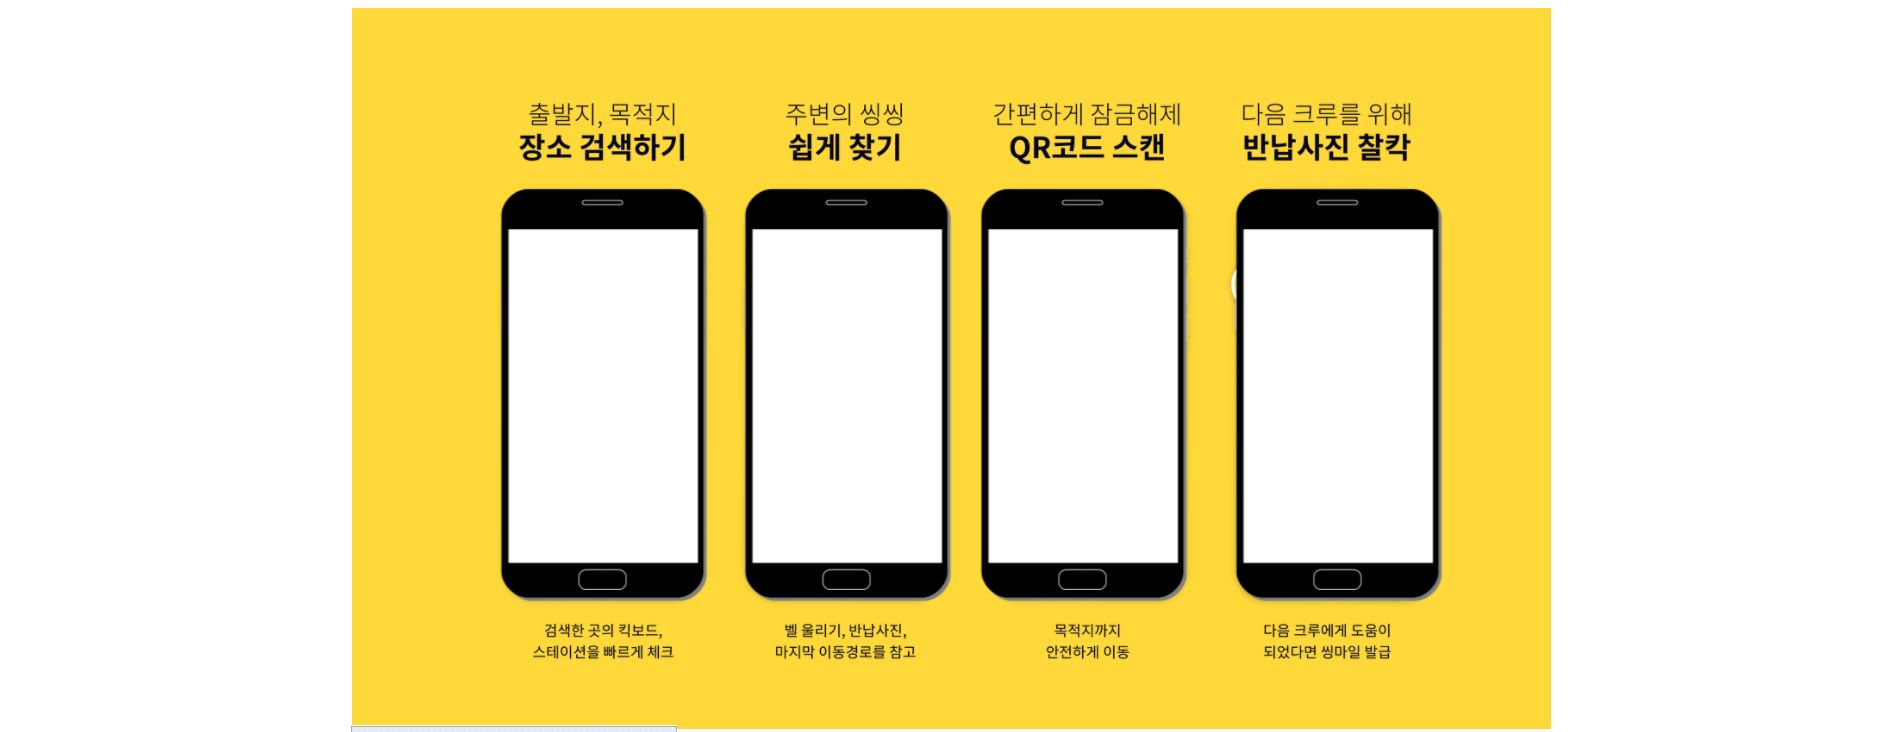 출발지, 목적지
장소 검색하기
주변의 씽씽
쉽게 찾기
간편하게 잠금해제
QR코드 스캔
다음 크루를 위해
반납사진 찰칵
검색한 곳의 킥보드,
스테이션을 빠르게 체크
벨 울리기, 반납사진,
마지막 이동경로를 참고
목적지까지
안전하게 이동
다음 크루에게 도움이
되었다면 씽마일 발급